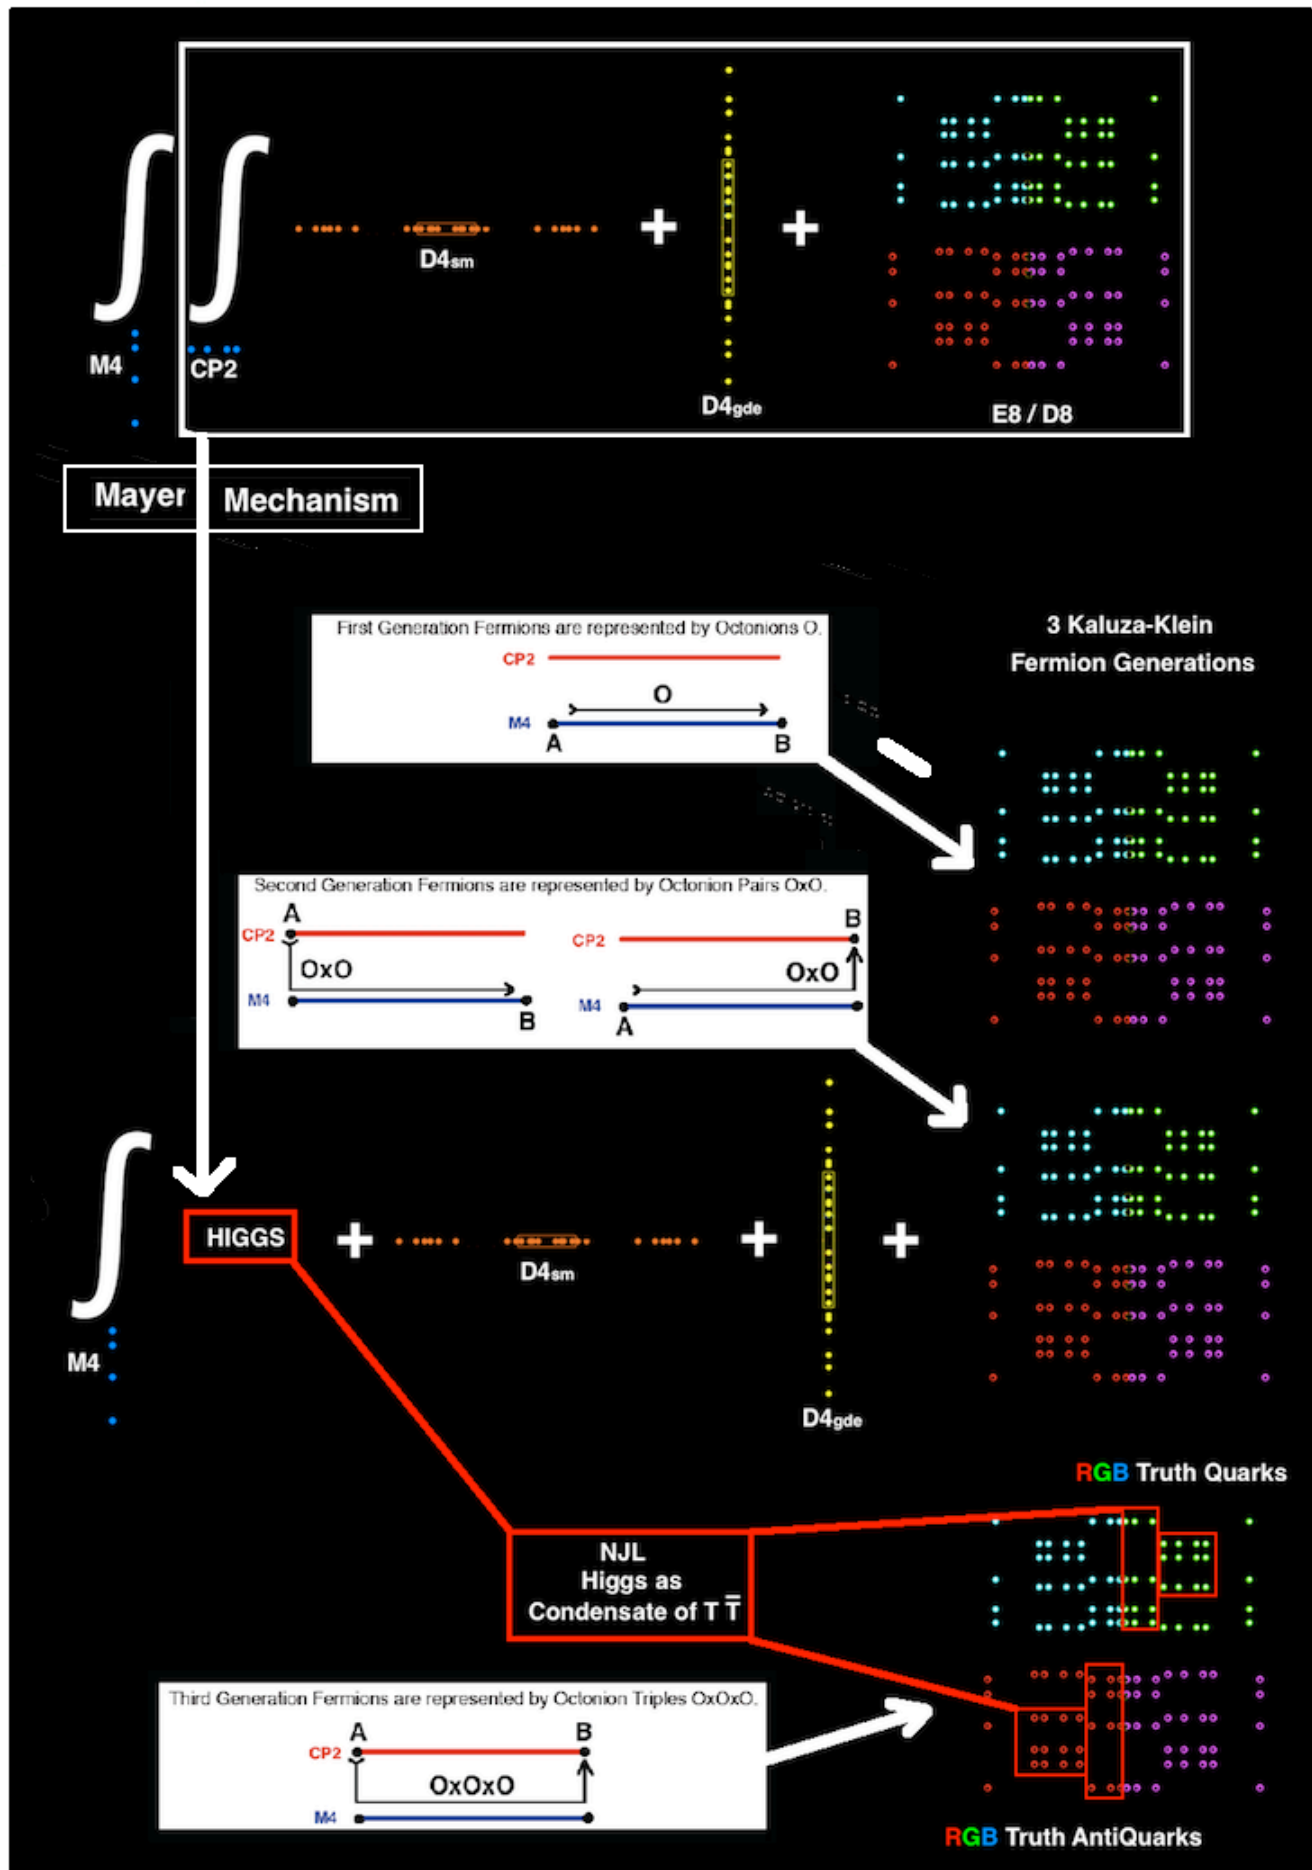 D4sm
M4
CP2
D4gde
E8 / D8
Mayer Mechanism
First Generation Fermions are represented by Octonions O.
CP2
O
M4
A
B
3 Kaluza-Klein
Fermion Generations
Second Generation Fermions are represented by Octonion Pairs OxO.
A
CP2
OxO
M4
B
B
CP2
OxO
M4
A
HIGGS
D4sm
M4
D4gde
RGB Truth Quarks
NJL
Higgs as
Condensate of T T̅
Third Generation Fermions are represented by Octonion Triples OxOxO.
A
B
CP2
OxOxO
M4
RGB Truth AntiQuarks